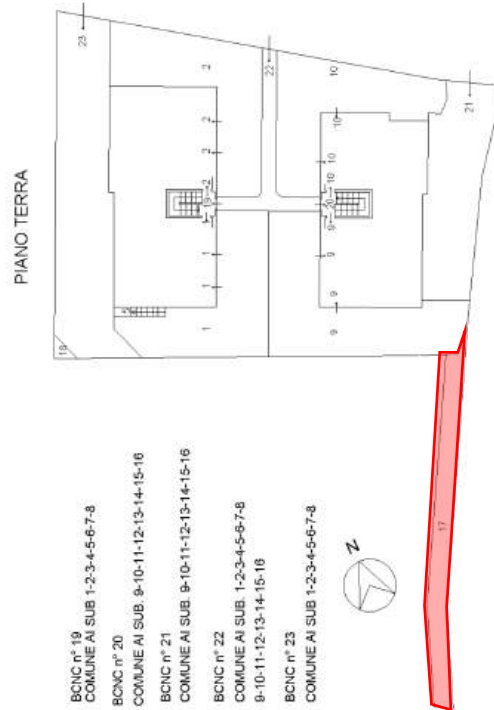 PIANO TERRA
BCNC n° 19
COMUNE AI SUB 1-2-3-4-5-6-7-8
BCNC n° 20
COMUNE AI SUB. 9-10-11-12-13-14-15-16
BCNC n° 21
COMUNE AI SUB. 9-10-11-12-13-14-15-16
BCNC n° 22
COMUNE AI SUB. 1-2-3-4-5-6-7-8
9-10-11-12-13-14-15-16
BCNC n° 23
COMUNE AI SUB 1-2-3-4-5-6-7-8
N
18
23
2
2
2
2
19
1
1
1
1
22
10
10
10
10
20
9
9
9
9
21
17